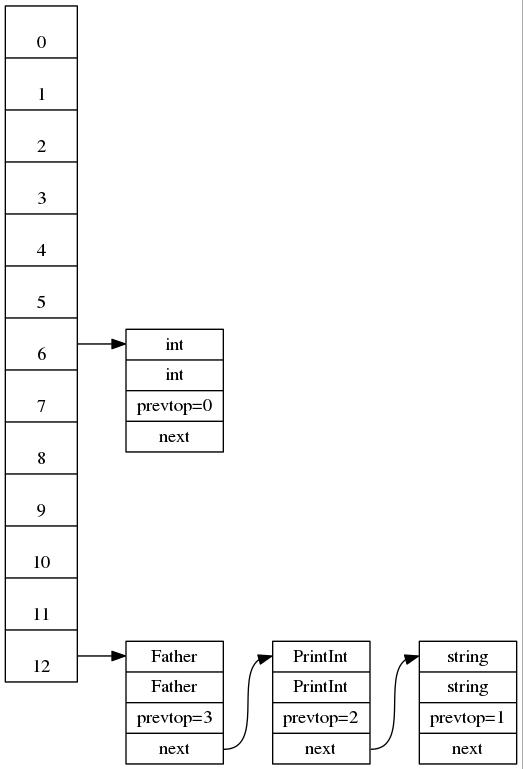 0
1
2
3
4
5
6
7
8
9
10
11
12
int
int
prevtop=0
next
Father
Father
prevtop=3
next
PrintInt
PrintInt
prevtop=2
next
string
string
prevtop=1
next